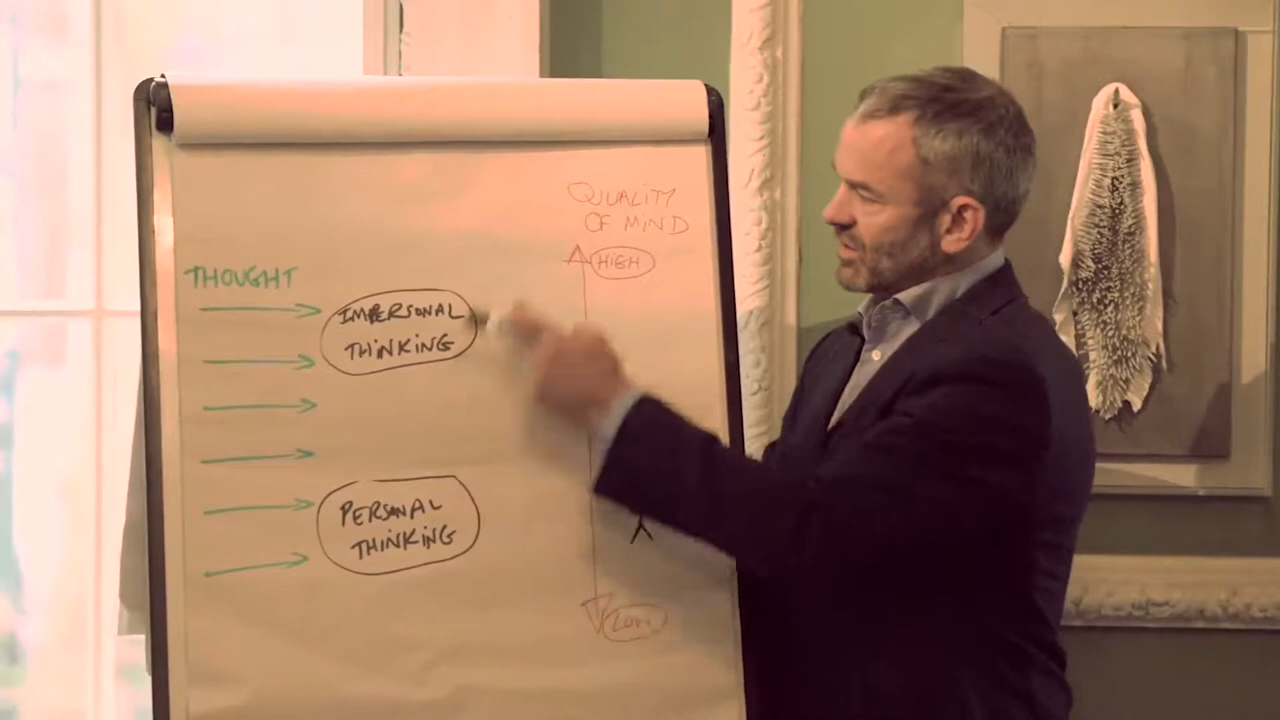 QUALITY
OF MIND
HIGH
THOUGHT
IMPERSONAL
THINKING
PERSONAL
THINKING
LOW